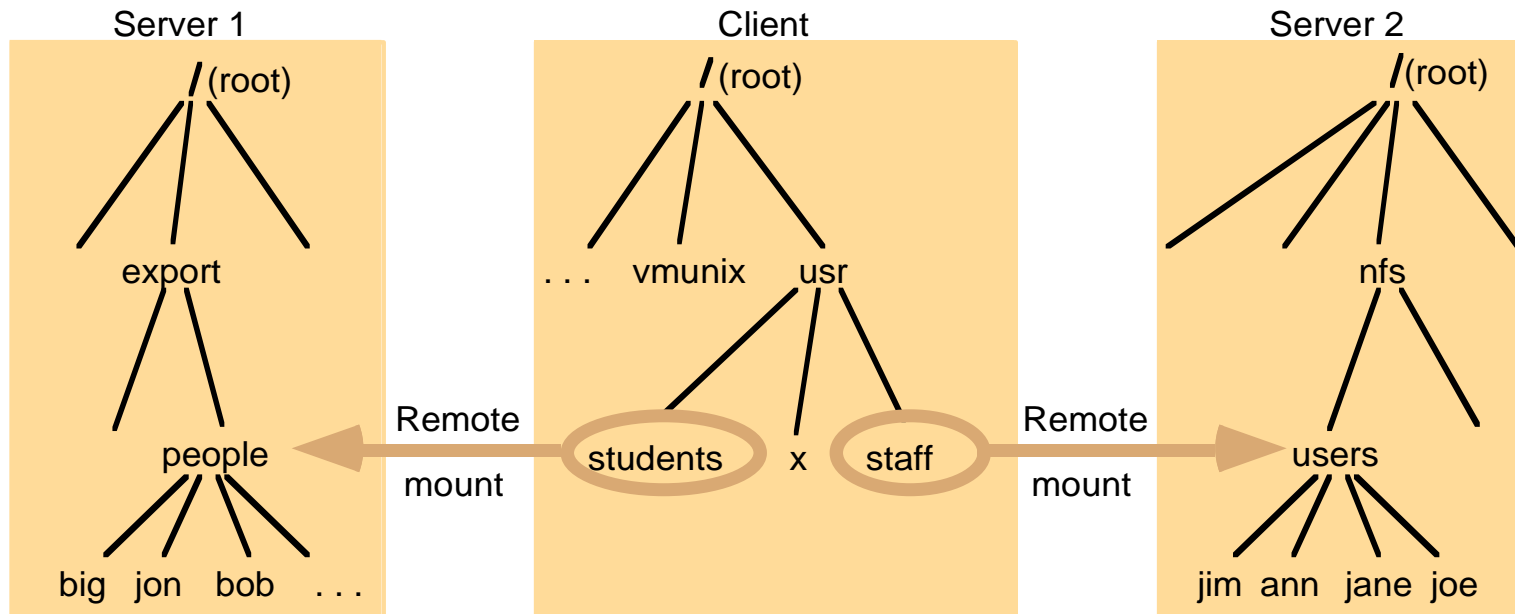 Server 1
Client
Server 2
/ (root)
/ (root)
/ (root)
export
. . .
vmunix
usr
nfs
Remote
Remote
people
students
x
staff
users
mount
mount
big
jon
bob
. . .
jim
ann
jane
joe